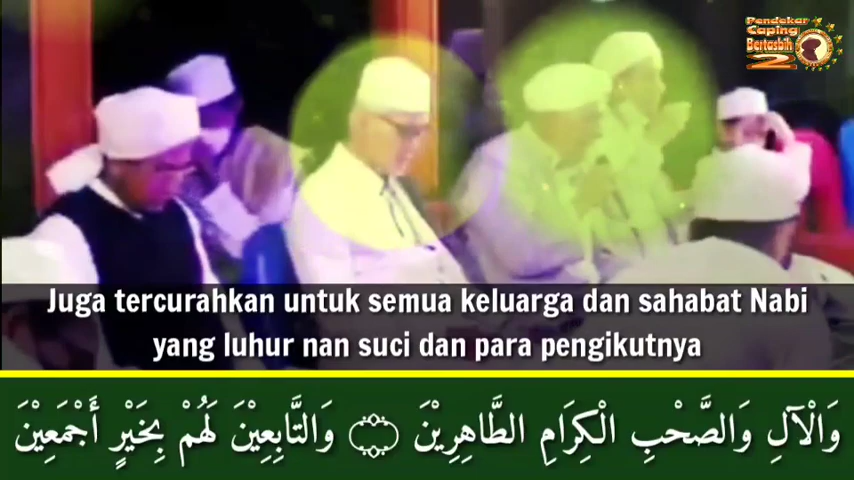 Pendekar
Caping
Bertasbih
2
Juga tercurahkan untuk semua keluarga dan sahabat Nabi
yang luhur nan suci dan para pengikutnya
وَالْآلِ وَالصَّحْبِ الْكِرَامِ الطَّاهِرِيْنَ ۝ وَالتَّابِعِيْنَ لَهُمْ بِخَيْرٍ أَجْمَعِيْنَ